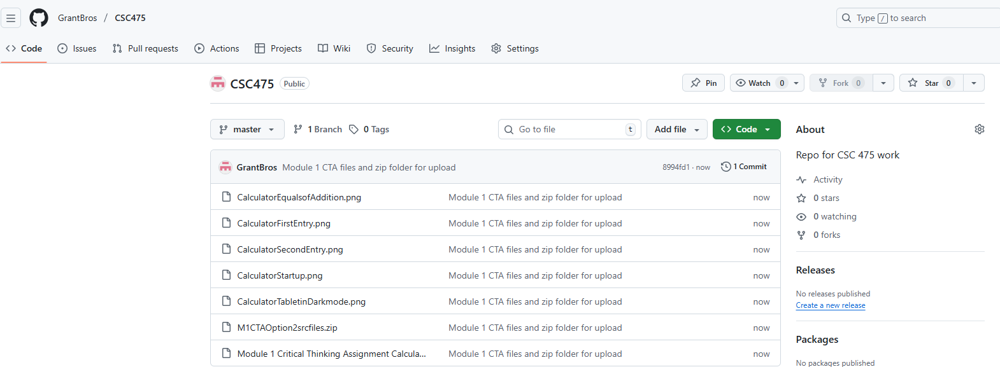 GrantBros / CSC475
Type / to search
Code Issues Pull requests Actions Projects Wiki Security Insights Settings
CSC475 Public
Pin Watch 0 Fork 0 Star 0
master 1 Branch 0 Tags Go to file t Add file Code
GrantBros Module 1 CTA files and zip folder for upload 8994fd1 · now 1 Commit
CalculatorEqualsofAddition.png Module 1 CTA files and zip folder for upload now
CalculatorFirstEntry.png Module 1 CTA files and zip folder for upload now
CalculatorSecondEntry.png Module 1 CTA files and zip folder for upload now
CalculatorStartup.png Module 1 CTA files and zip folder for upload now
CalculatorTabletinDarkmode.png Module 1 CTA files and zip folder for upload now
M1CTAOption2srcfiles.zip Module 1 CTA files and zip folder for upload now
Module 1 Critical Thinking Assignment Calcula... Module 1 CTA files and zip folder for upload now
About
Repo for CSC 475 work
Activity
0 stars
0 watching
0 forks
Releases
No releases published
Create a new release
Packages
No packages published